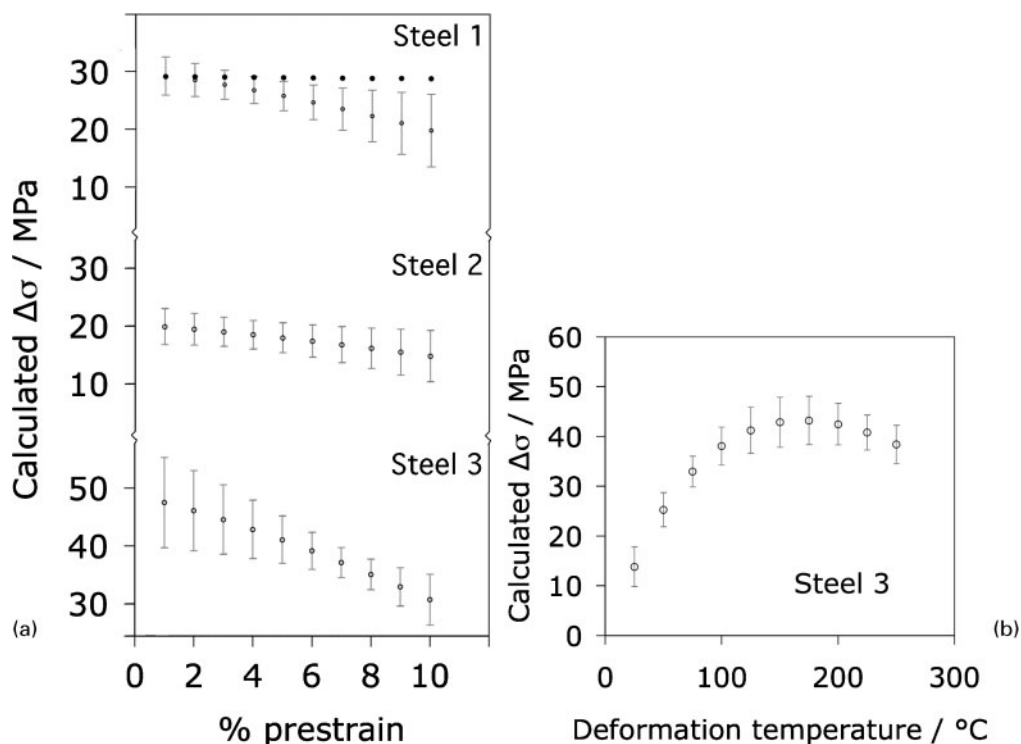 Steel 1
30
20
10
Steel 2
30
20
10
Steel 3
50
40
30
Calculated Δσ / MPa
(a)
0 2 4 6 8 10
% prestrain
60
50
40
30
20
10
0
Calculated Δσ / MPa
Steel 3
(b)
0 100 200 300
Deformation temperature / °C